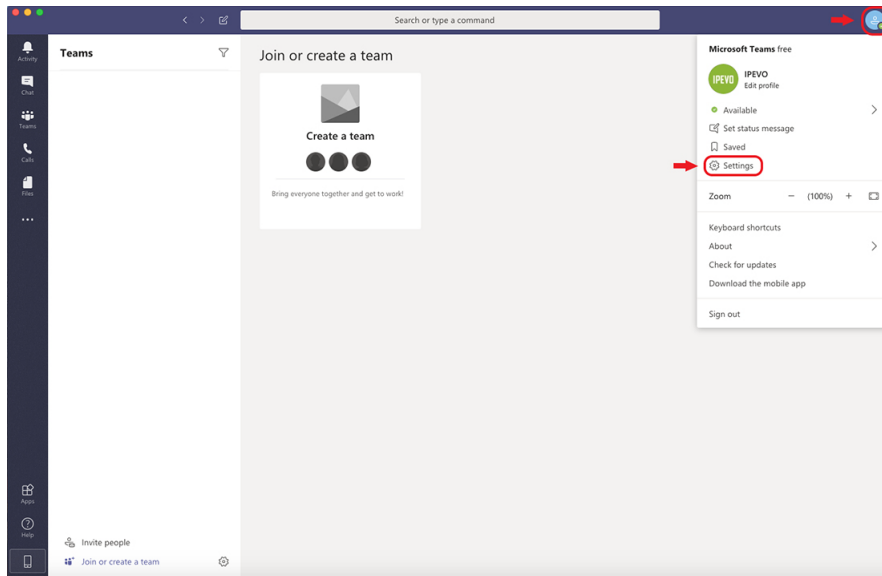 Search or type a command
Activity
Chat
Teams
Calls
Files
Apps
Help
Teams
Invite people
Join or create a team
Join or create a team
Create a team
Bring everyone together and get to work!
Microsoft Teams free
IPEVO
IPEVO
Edit profile
Available
Set status message
Saved
Settings
Zoom − (100%) +
Keyboard shortcuts
About
Check for updates
Download the mobile app
Sign out